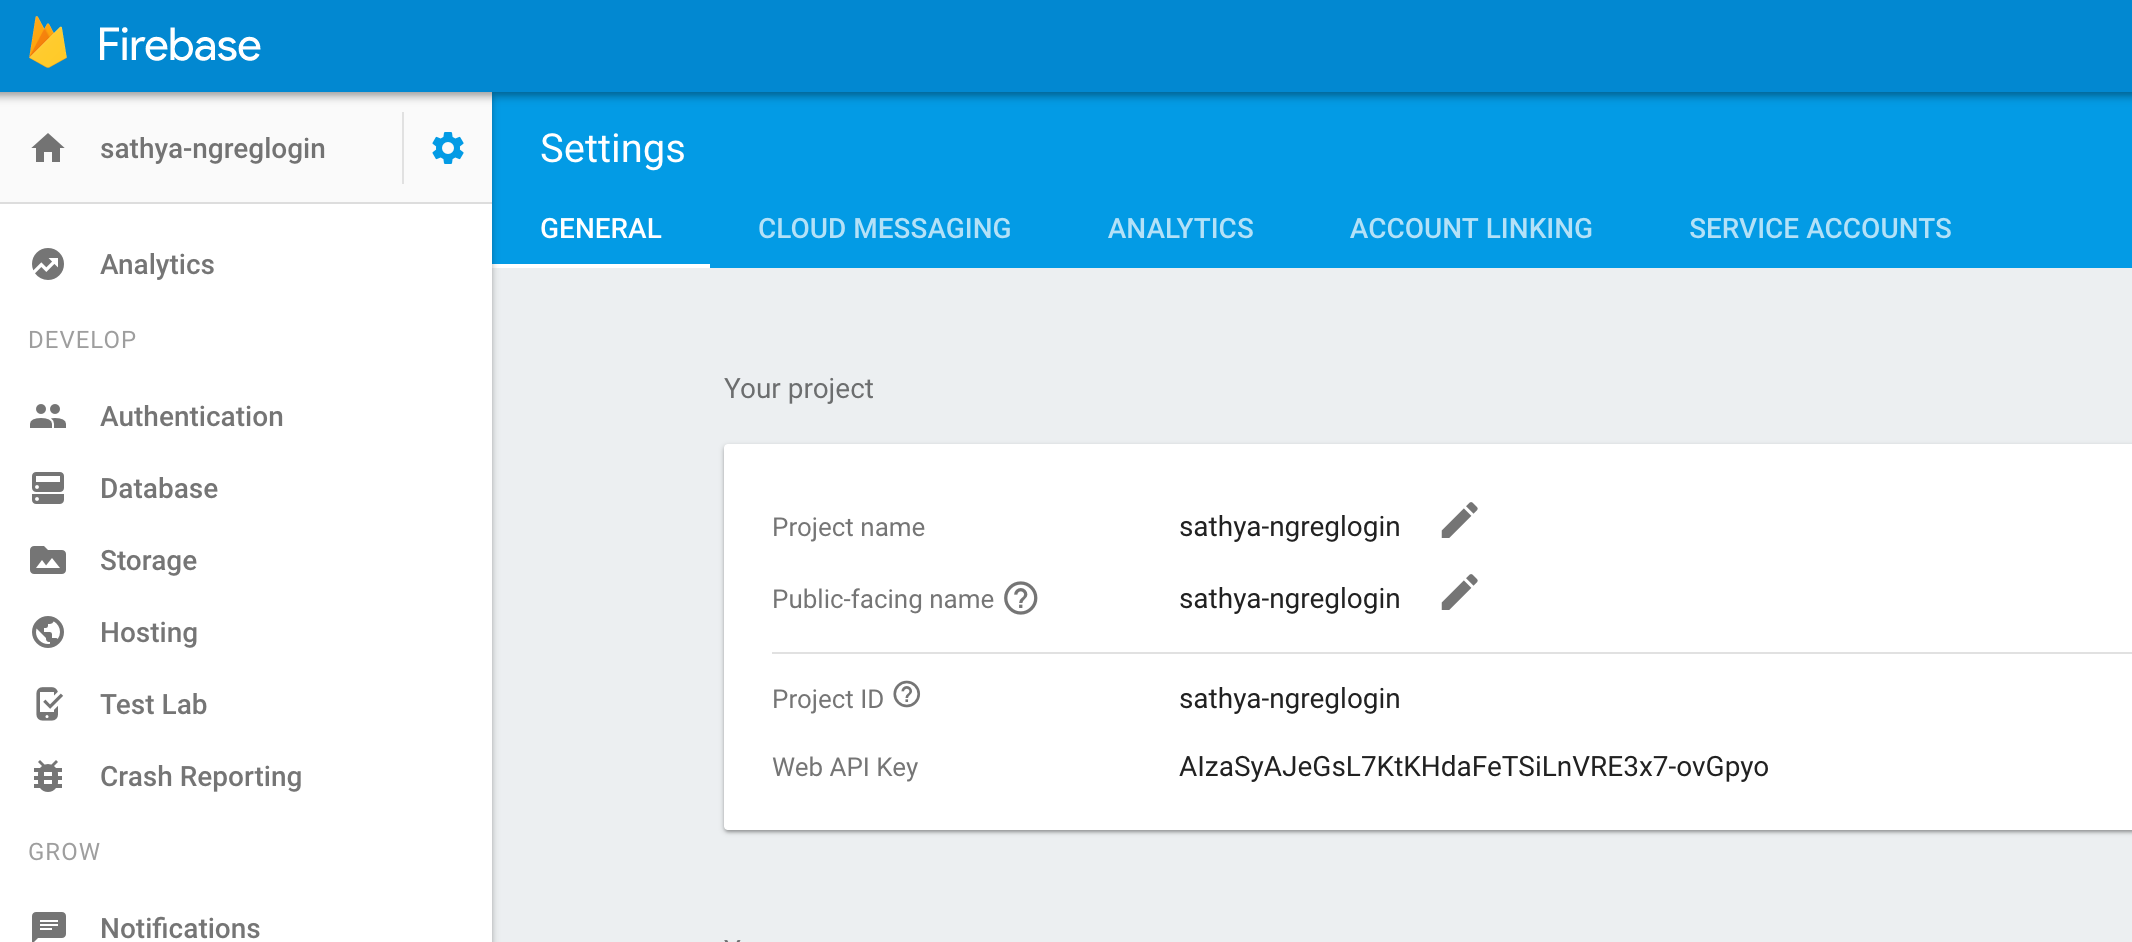 Firebase
sathya-ngreglogin
Settings
GENERAL CLOUD MESSAGING ANALYTICS ACCOUNT LINKING SERVICE ACCOUNTS
Analytics
DEVELOP
Authentication
Database
Storage
Hosting
Test Lab
Crash Reporting
GROW
Notifications
Your project
Project name sathya-ngreglogin
Public-facing name ? sathya-ngreglogin
Project ID ? sathya-ngreglogin
Web API Key AIzaSyAJeGsL7KtKHdaFeTSiLnVRE3x7-ovGpyo